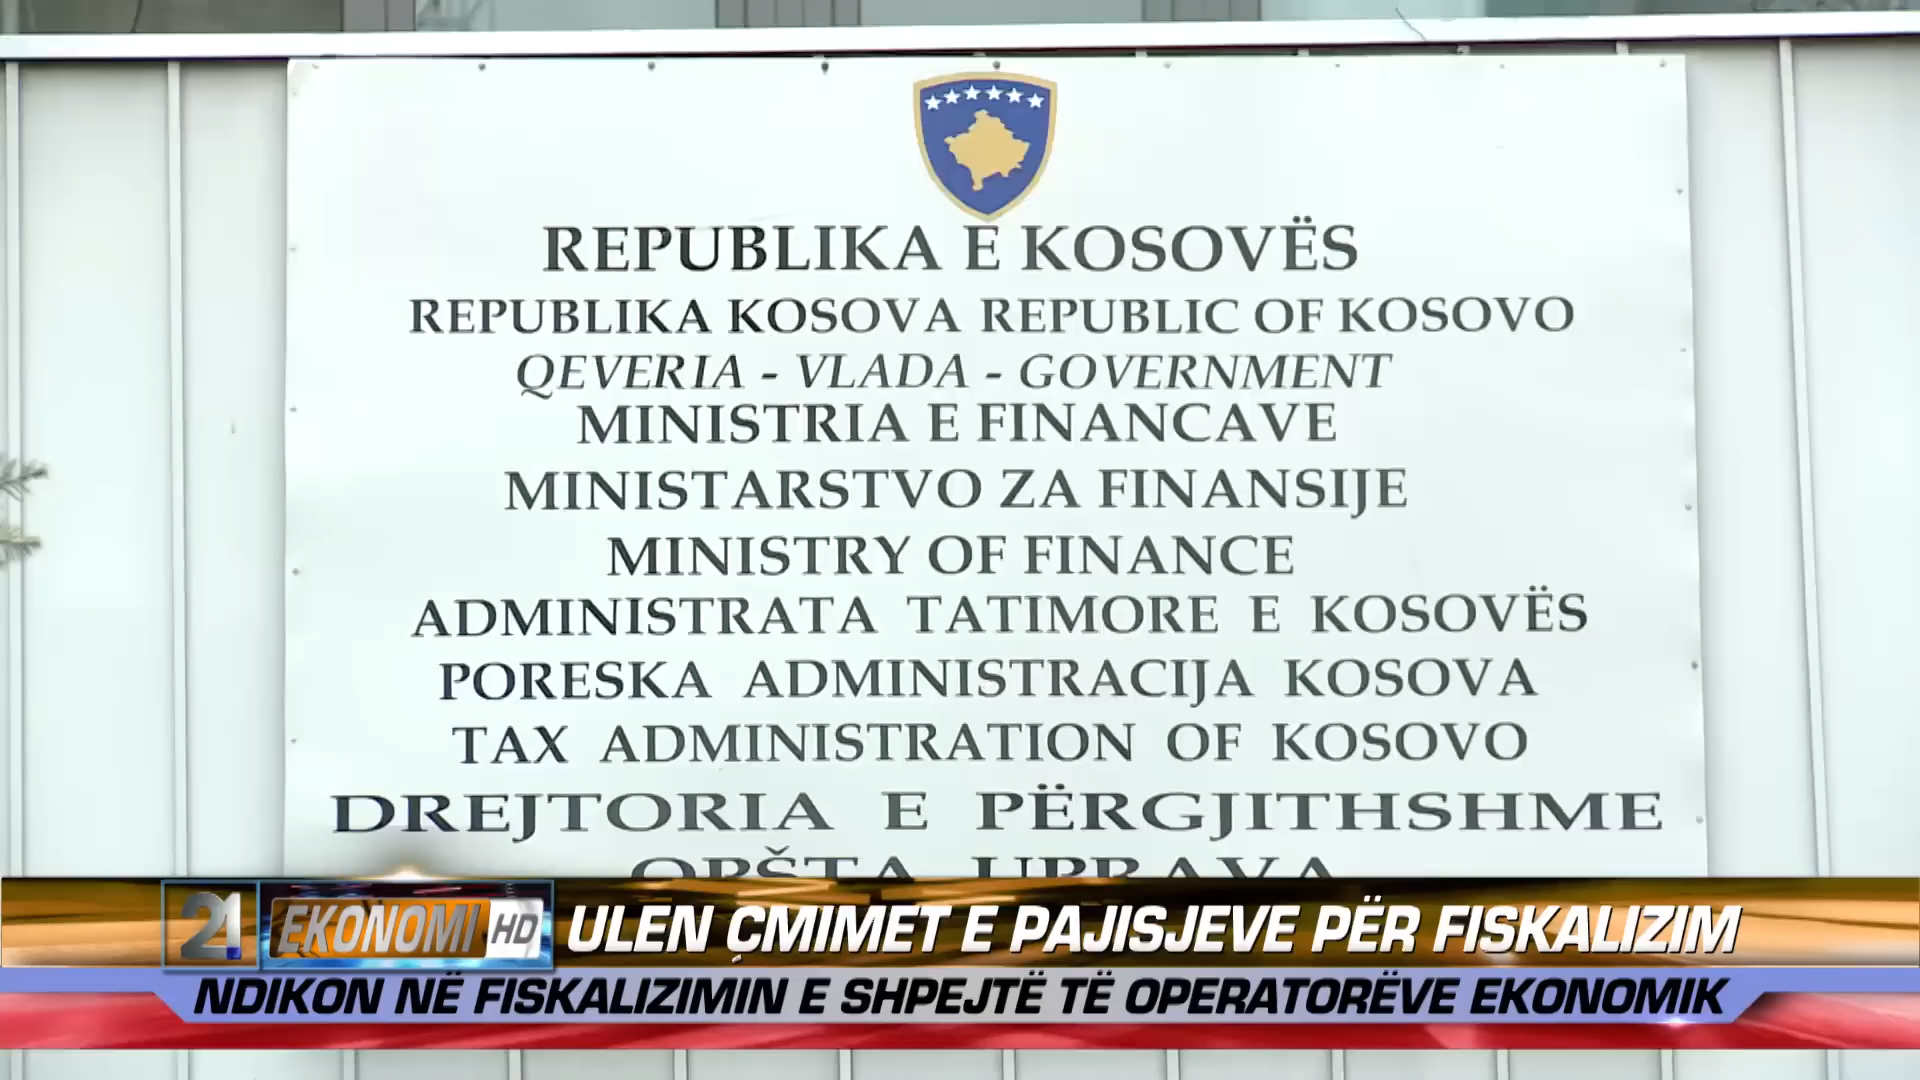 REPUBLIKA E KOSOVËS
REPUBLIKA KOSOVA REPUBLIC OF KOSOVO
QEVERIA - VLADA - GOVERNMENT
MINISTRIA E FINANCAVE
MINISTARSTVO ZA FINANSIJE
MINISTRY OF FINANCE
ADMINISTRATA TATIMORE E KOSOVËS
PORESKA ADMINISTRACIJA KOSOVA
TAX ADMINISTRATION OF KOSOVO
DREJTORIA E PËRGJITHSHME
OPŠTA UPRAVA
21 EKONOMI HD ULEN ÇMIMET E PAJISJEVE PËR FISKALIZIM
NDIKON NË FISKALIZIMIN E SHPEJTË TË OPERATORËVE EKONOMIK